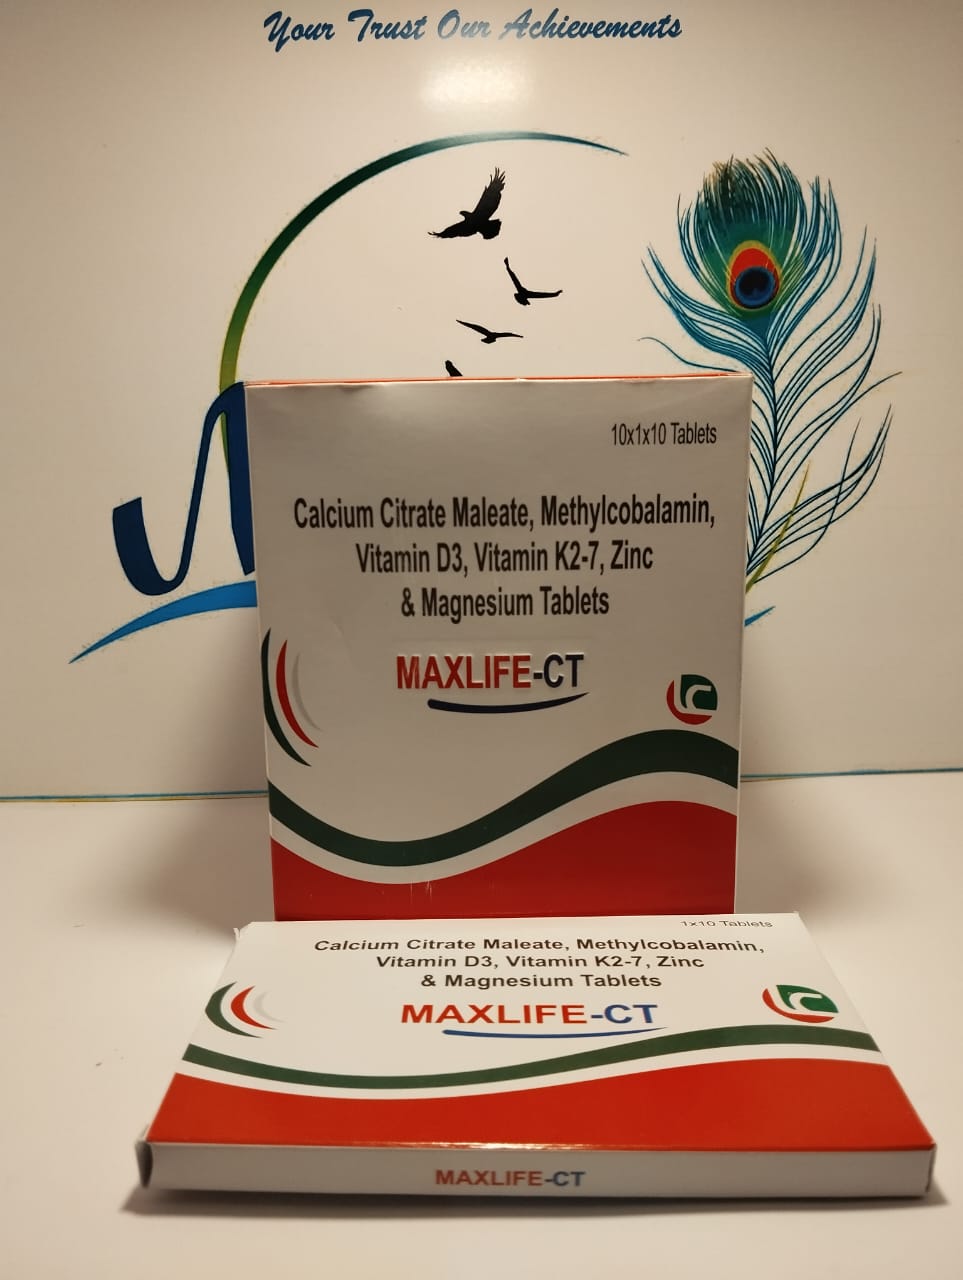 Your Trust Our Achievements
10x1x10 Tablets
Calcium Citrate Maleate, Methylcobalamin,
Vitamin D3, Vitamin K2-7, Zinc
& Magnesium Tablets
MAXLIFE-CT
1x10 Tablets
Calcium Citrate Maleate, Methylcobalamin,
Vitamin D3, Vitamin K2-7, Zinc
& Magnesium Tablets
MAXLIFE-CT
MAXLIFE-CT